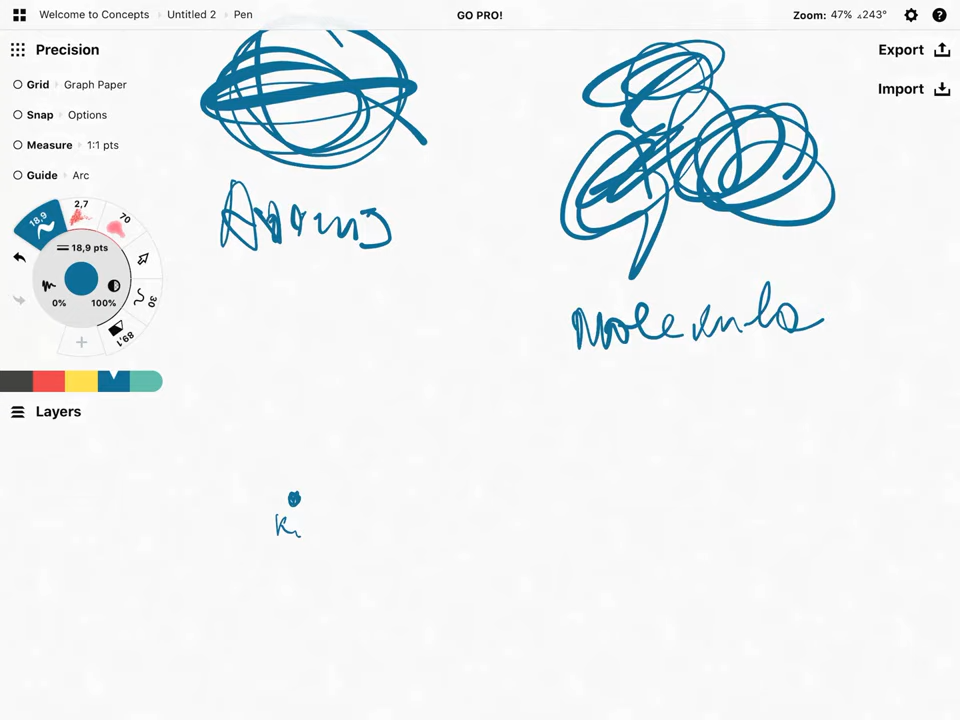 Welcome to Concepts › Untitled 2 › Pen
GO PRO!
Zoom: 47% 243°
Precision
Grid › Graph Paper
Snap › Options
Measure › 1:1 pts
Guide › Arc
Export
Import
18,9
2,7
70
18,9 pts
0% 100%
30
89,1
Layers
Atoms